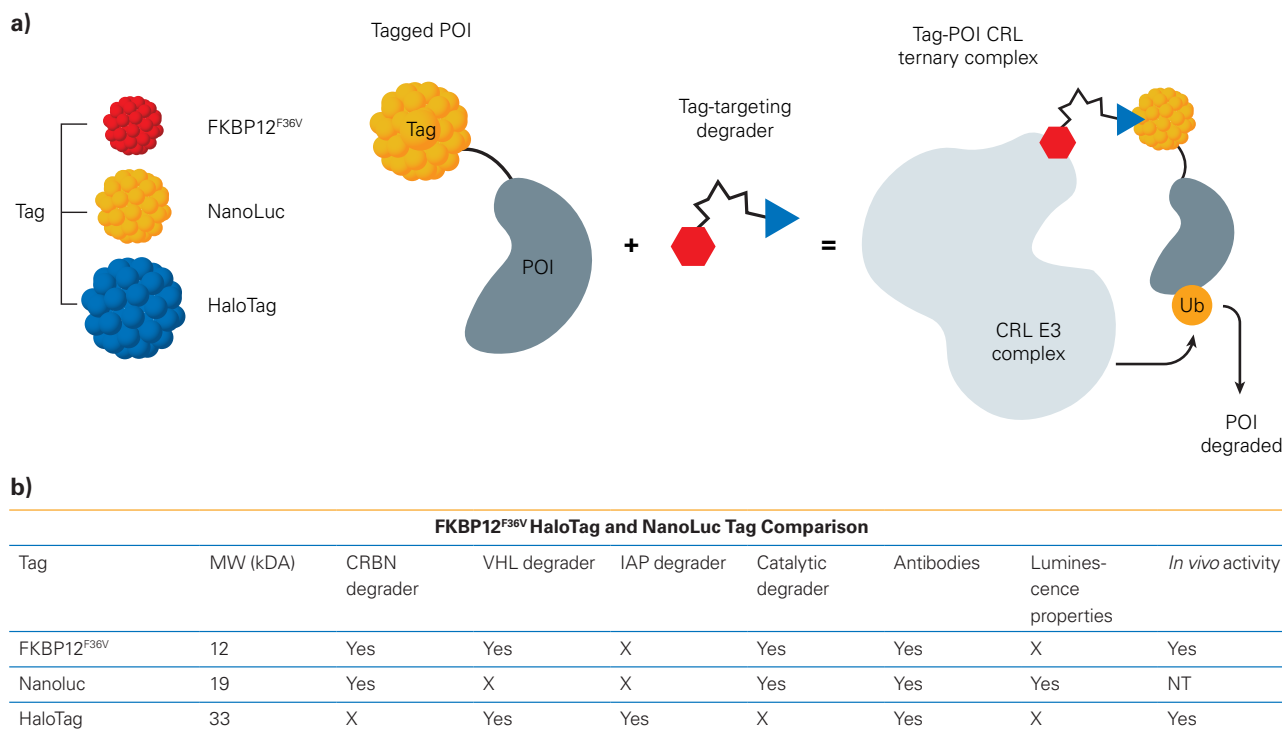 a)
Tagged POI
Tag-POI CRL
ternary complex
Tag-targeting
degrader
FKBP12F36V
Tag
NanoLuc
Tag
HaloTag
POI
+
=
CRL E3
complex
Ub
POI
degraded
b)
FKBP12F36V HaloTag and NanoLuc Tag Comparison
Tag MW (kDA) CRBN degrader VHL degrader IAP degrader Catalytic degrader Antibodies Lumines-cence properties In vivo activity
FKBP12F36V 12 Yes Yes X Yes Yes X Yes
Nanoluc 19 Yes X X Yes Yes Yes NT
HaloTag 33 X Yes Yes X Yes X Yes